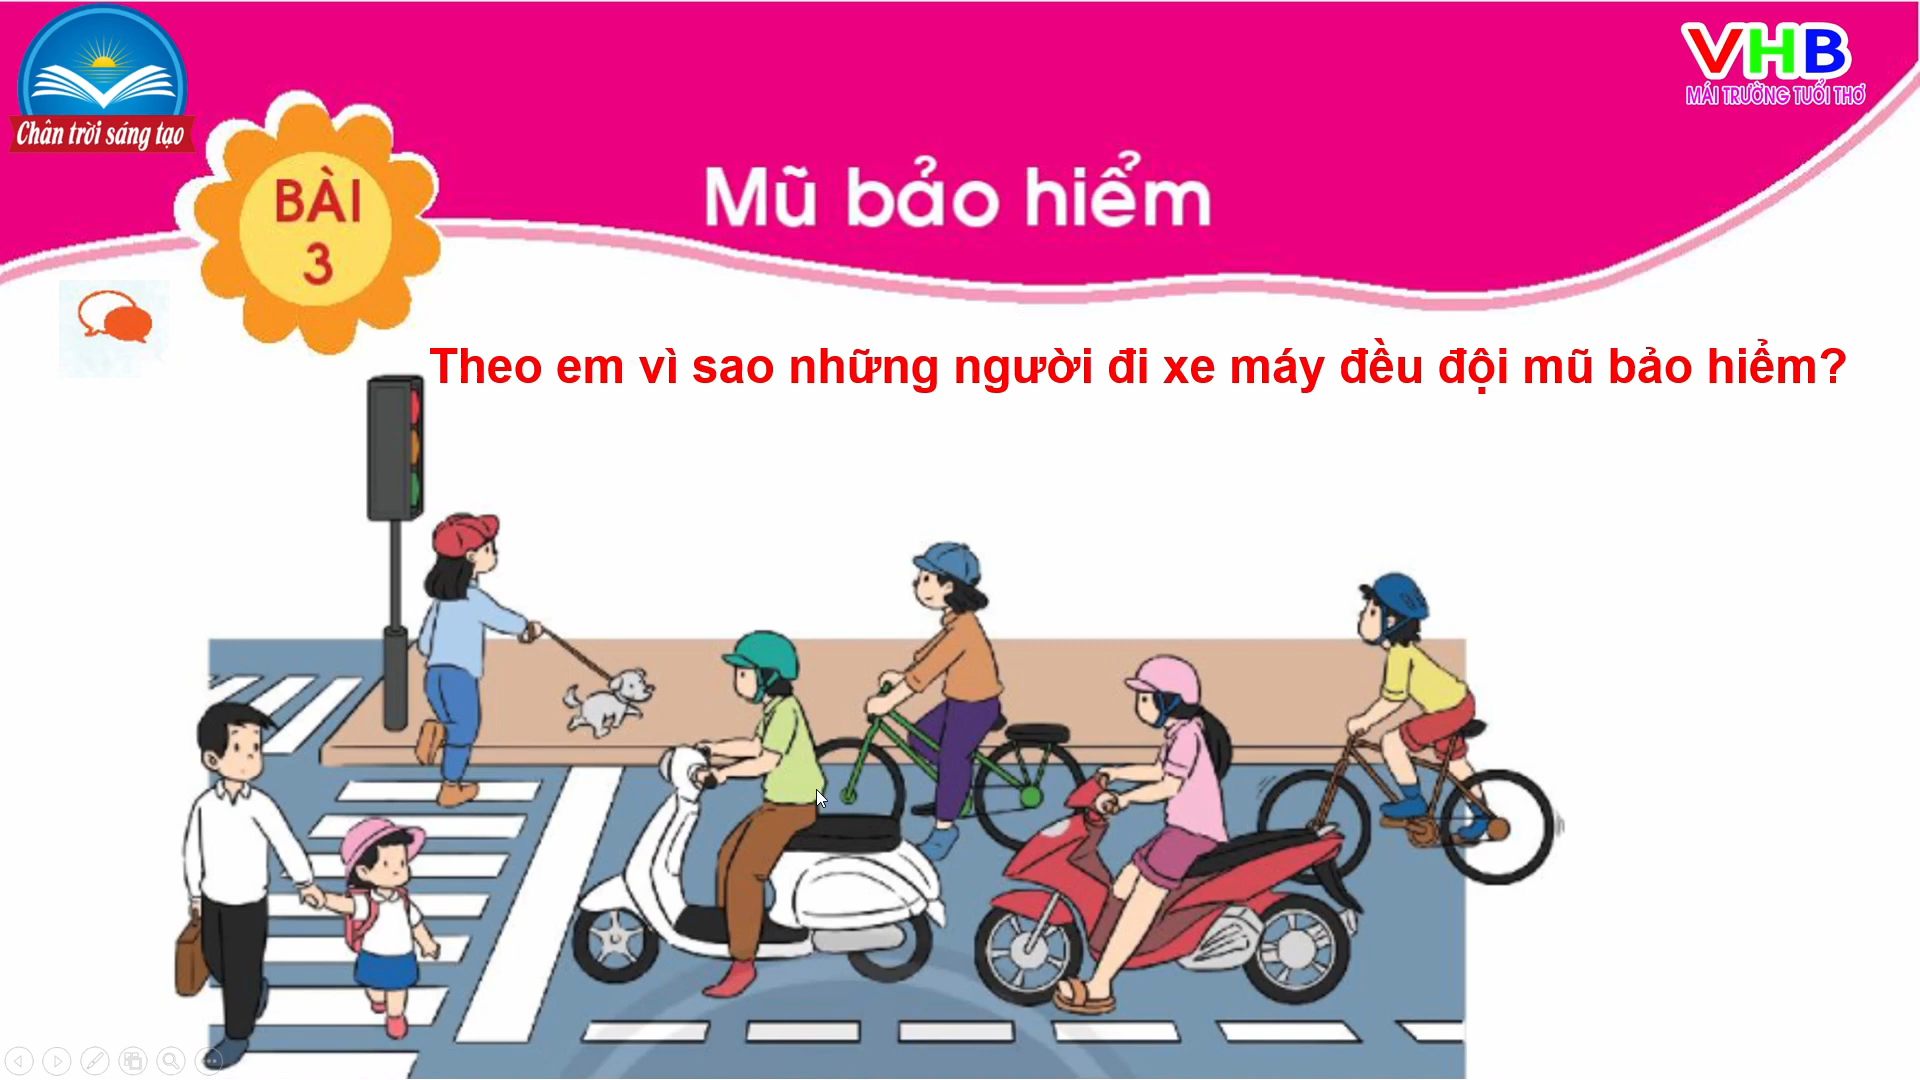 Chân trời sáng tạo
VHB
MÁI TRƯỜNG TUỔI THƠ
BÀI
3
Mũ bảo hiểm
Theo em vì sao những người đi xe máy đều đội mũ bảo hiểm?